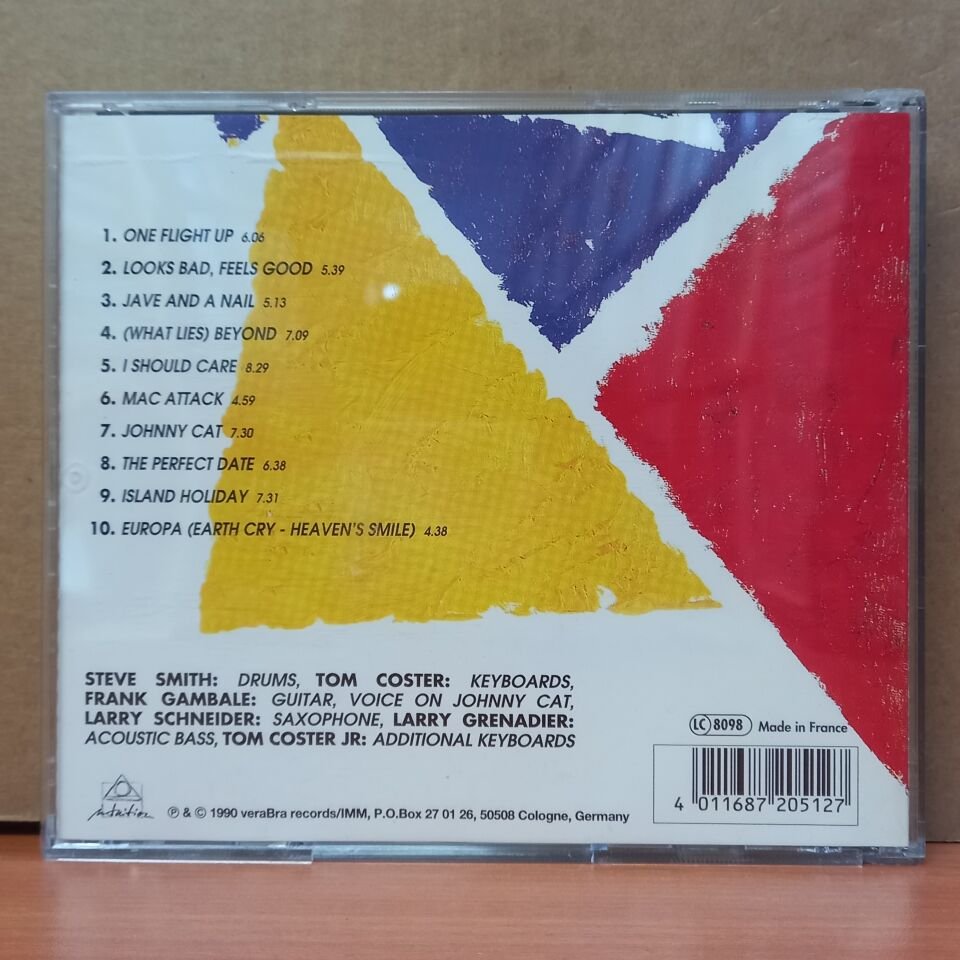 1. ONE FLIGHT UP 6.06
2. LOOKS BAD, FEELS GOOD 5.39
3. JAVE AND A NAIL 5.13
4. (WHAT LIES) BEYOND 7.09
5. I SHOULD CARE 8.29
6. MAC ATTACK 4.59
7. JOHNNY CAT 7.30
8. THE PERFECT DATE 6.38
9. ISLAND HOLIDAY 7.31
10. EUROPA (EARTH CRY - HEAVEN'S SMILE) 4.38
STEVE SMITH: DRUMS, TOM COSTER: KEYBOARDS,
FRANK GAMBALE: GUITAR, VOICE ON JOHNNY CAT,
LARRY SCHNEIDER: SAXOPHONE, LARRY GRENADIER:
ACOUSTIC BASS, TOM COSTER JR: ADDITIONAL KEYBOARDS
LC 8098 Made in France
4 011687 205127
intuition ℗ & © 1990 veraBra records/IMM, P.O.Box 27 01 26, 50508 Cologne, Germany